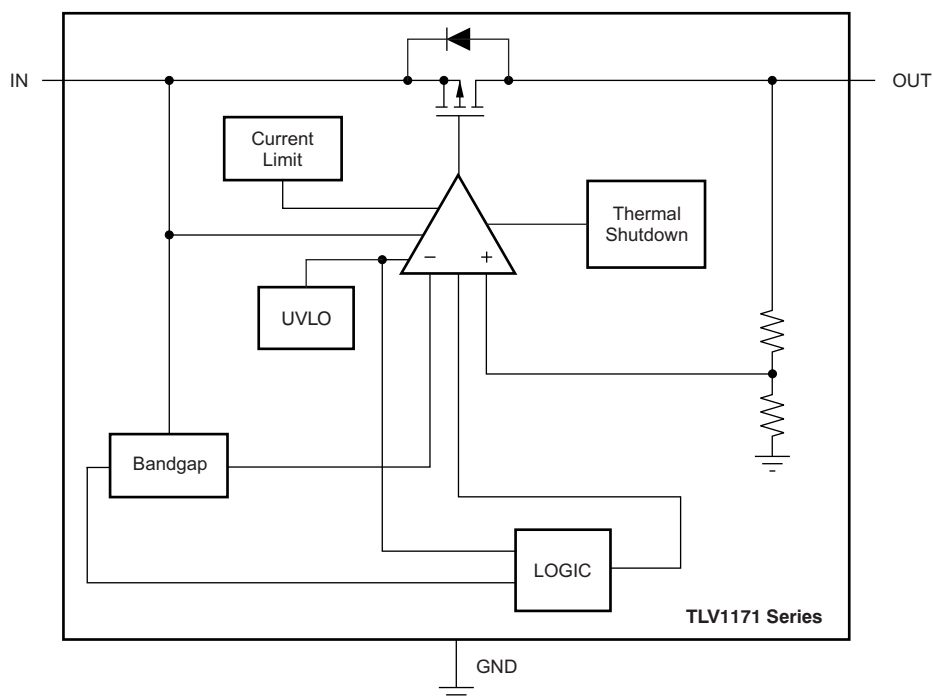 IN
OUT
Current
Limit
Thermal
Shutdown
− +
UVLO
Bandgap
LOGIC
TLV1171 Series
GND